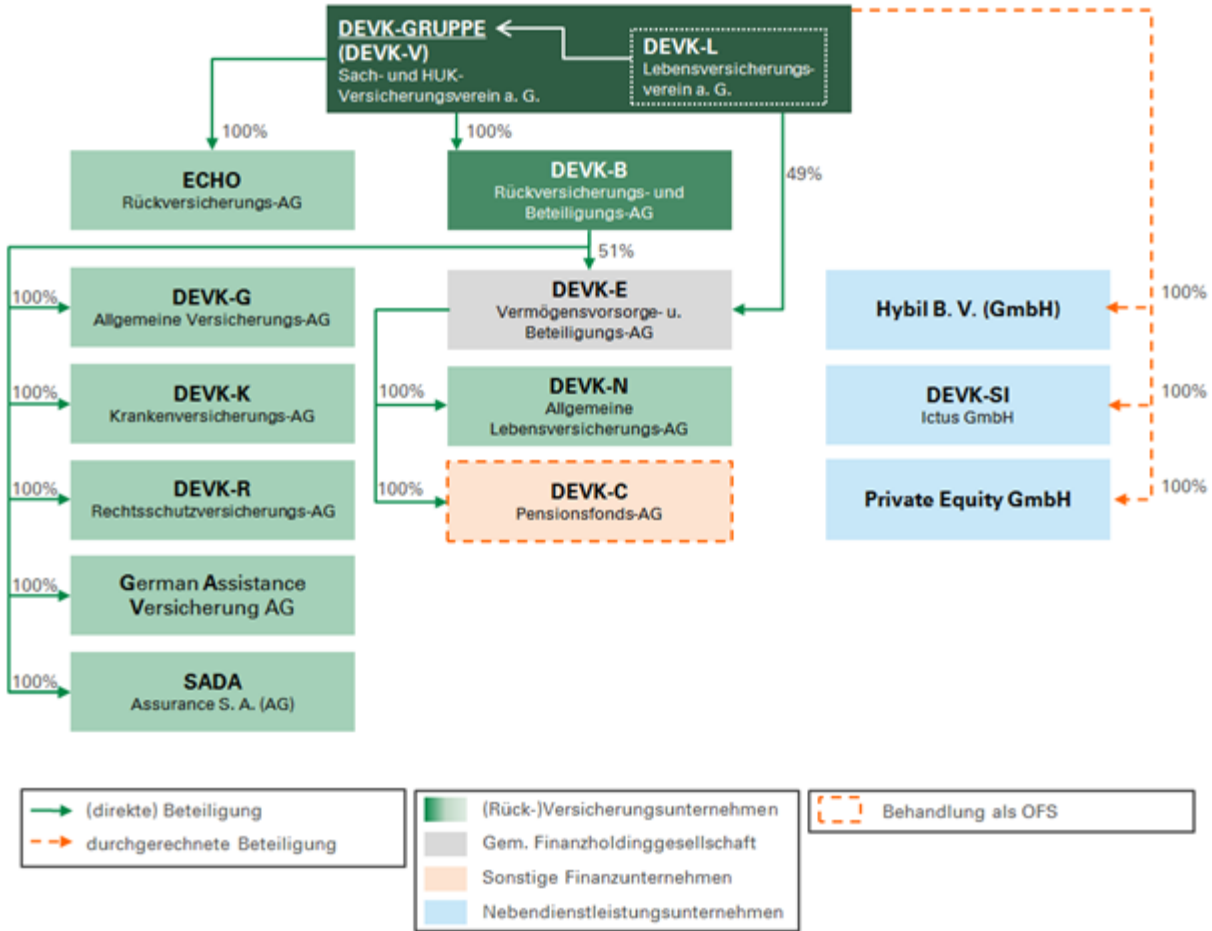 DEVK-GRUPPE
(DEVK-V)
Sach- und HUK-
Versicherungsverein a. G.
DEVK-L
Lebensversicherungs-
verein a. G.
100%
100%
49%
ECHO
Rückversicherungs-AG
DEVK-B
Rückversicherungs- und
Beteiligungs-AG
51%
100%
DEVK-G
Allgemeine Versicherungs-AG
DEVK-E
Vermögensvorsorge- u.
Beteiligungs-AG
Hybil B. V. (GmbH)
100%
100%
DEVK-K
Krankenversicherungs-AG
100%
DEVK-N
Allgemeine
Lebensversicherungs-AG
DEVK-SI
Ictus GmbH
100%
100%
DEVK-R
Rechtsschutzversicherungs-AG
100%
DEVK-C
Pensionsfonds-AG
Private Equity GmbH
100%
100%
German Assistance
Versicherung AG
100%
SADA
Assurance S. A. (AG)
(direkte) Beteiligung
durchgerechnete Beteiligung
(Rück-)Versicherungsunternehmen
Gem. Finanzholdinggesellschaft
Sonstige Finanzunternehmen
Nebendienstleistungsunternehmen
Behandlung als OFS